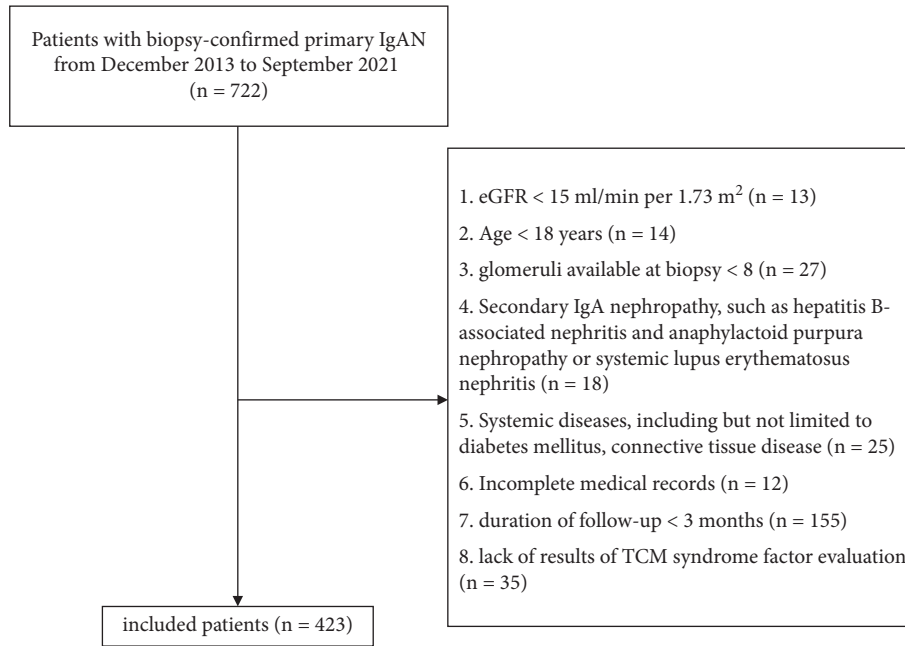 Patients with biopsy-confirmed primary IgAN
from December 2013 to September 2021
(n = 722)
1. eGFR < 15 ml/min per 1.73 m² (n = 13)
2. Age < 18 years (n = 14)
3. glomeruli available at biopsy < 8 (n = 27)
4. Secondary IgA nephropathy, such as hepatitis B-
associated nephritis and anaphylactoid purpura
nephropathy or systemic lupus erythematosus
nephritis (n = 18)
5. Systemic diseases, including but not limited to
diabetes mellitus, connective tissue disease (n = 25)
6. Incomplete medical records (n = 12)
7. duration of follow-up < 3 months (n = 155)
8. lack of results of TCM syndrome factor evaluation
(n = 35)
included patients (n = 423)